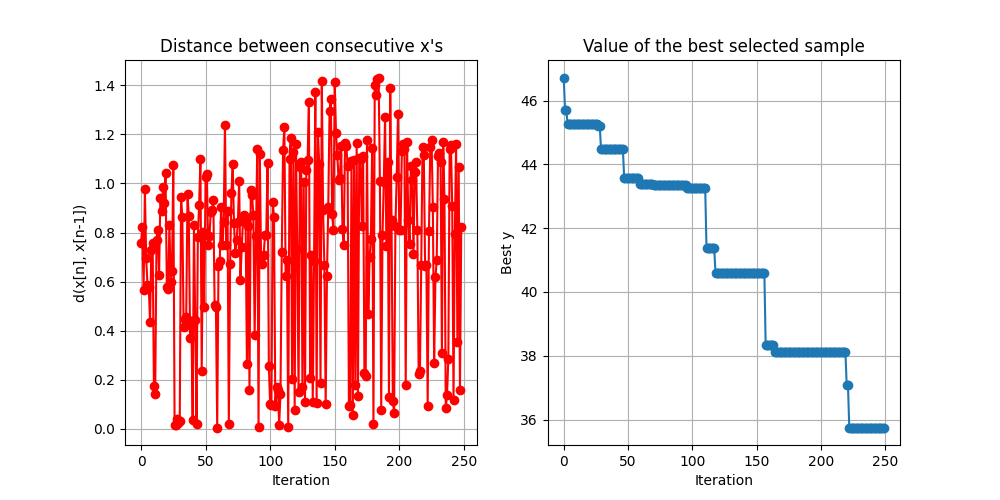 Distance between consecutive x's
1.4
1.2
1.0
0.8
0.6
0.4
0.2
0.0
d(x[n], x[n-1])
0 50 100 150 200 250
Iteration
Value of the best selected sample
46
44
42
40
38
36
Best y
0 50 100 150 200 250
Iteration